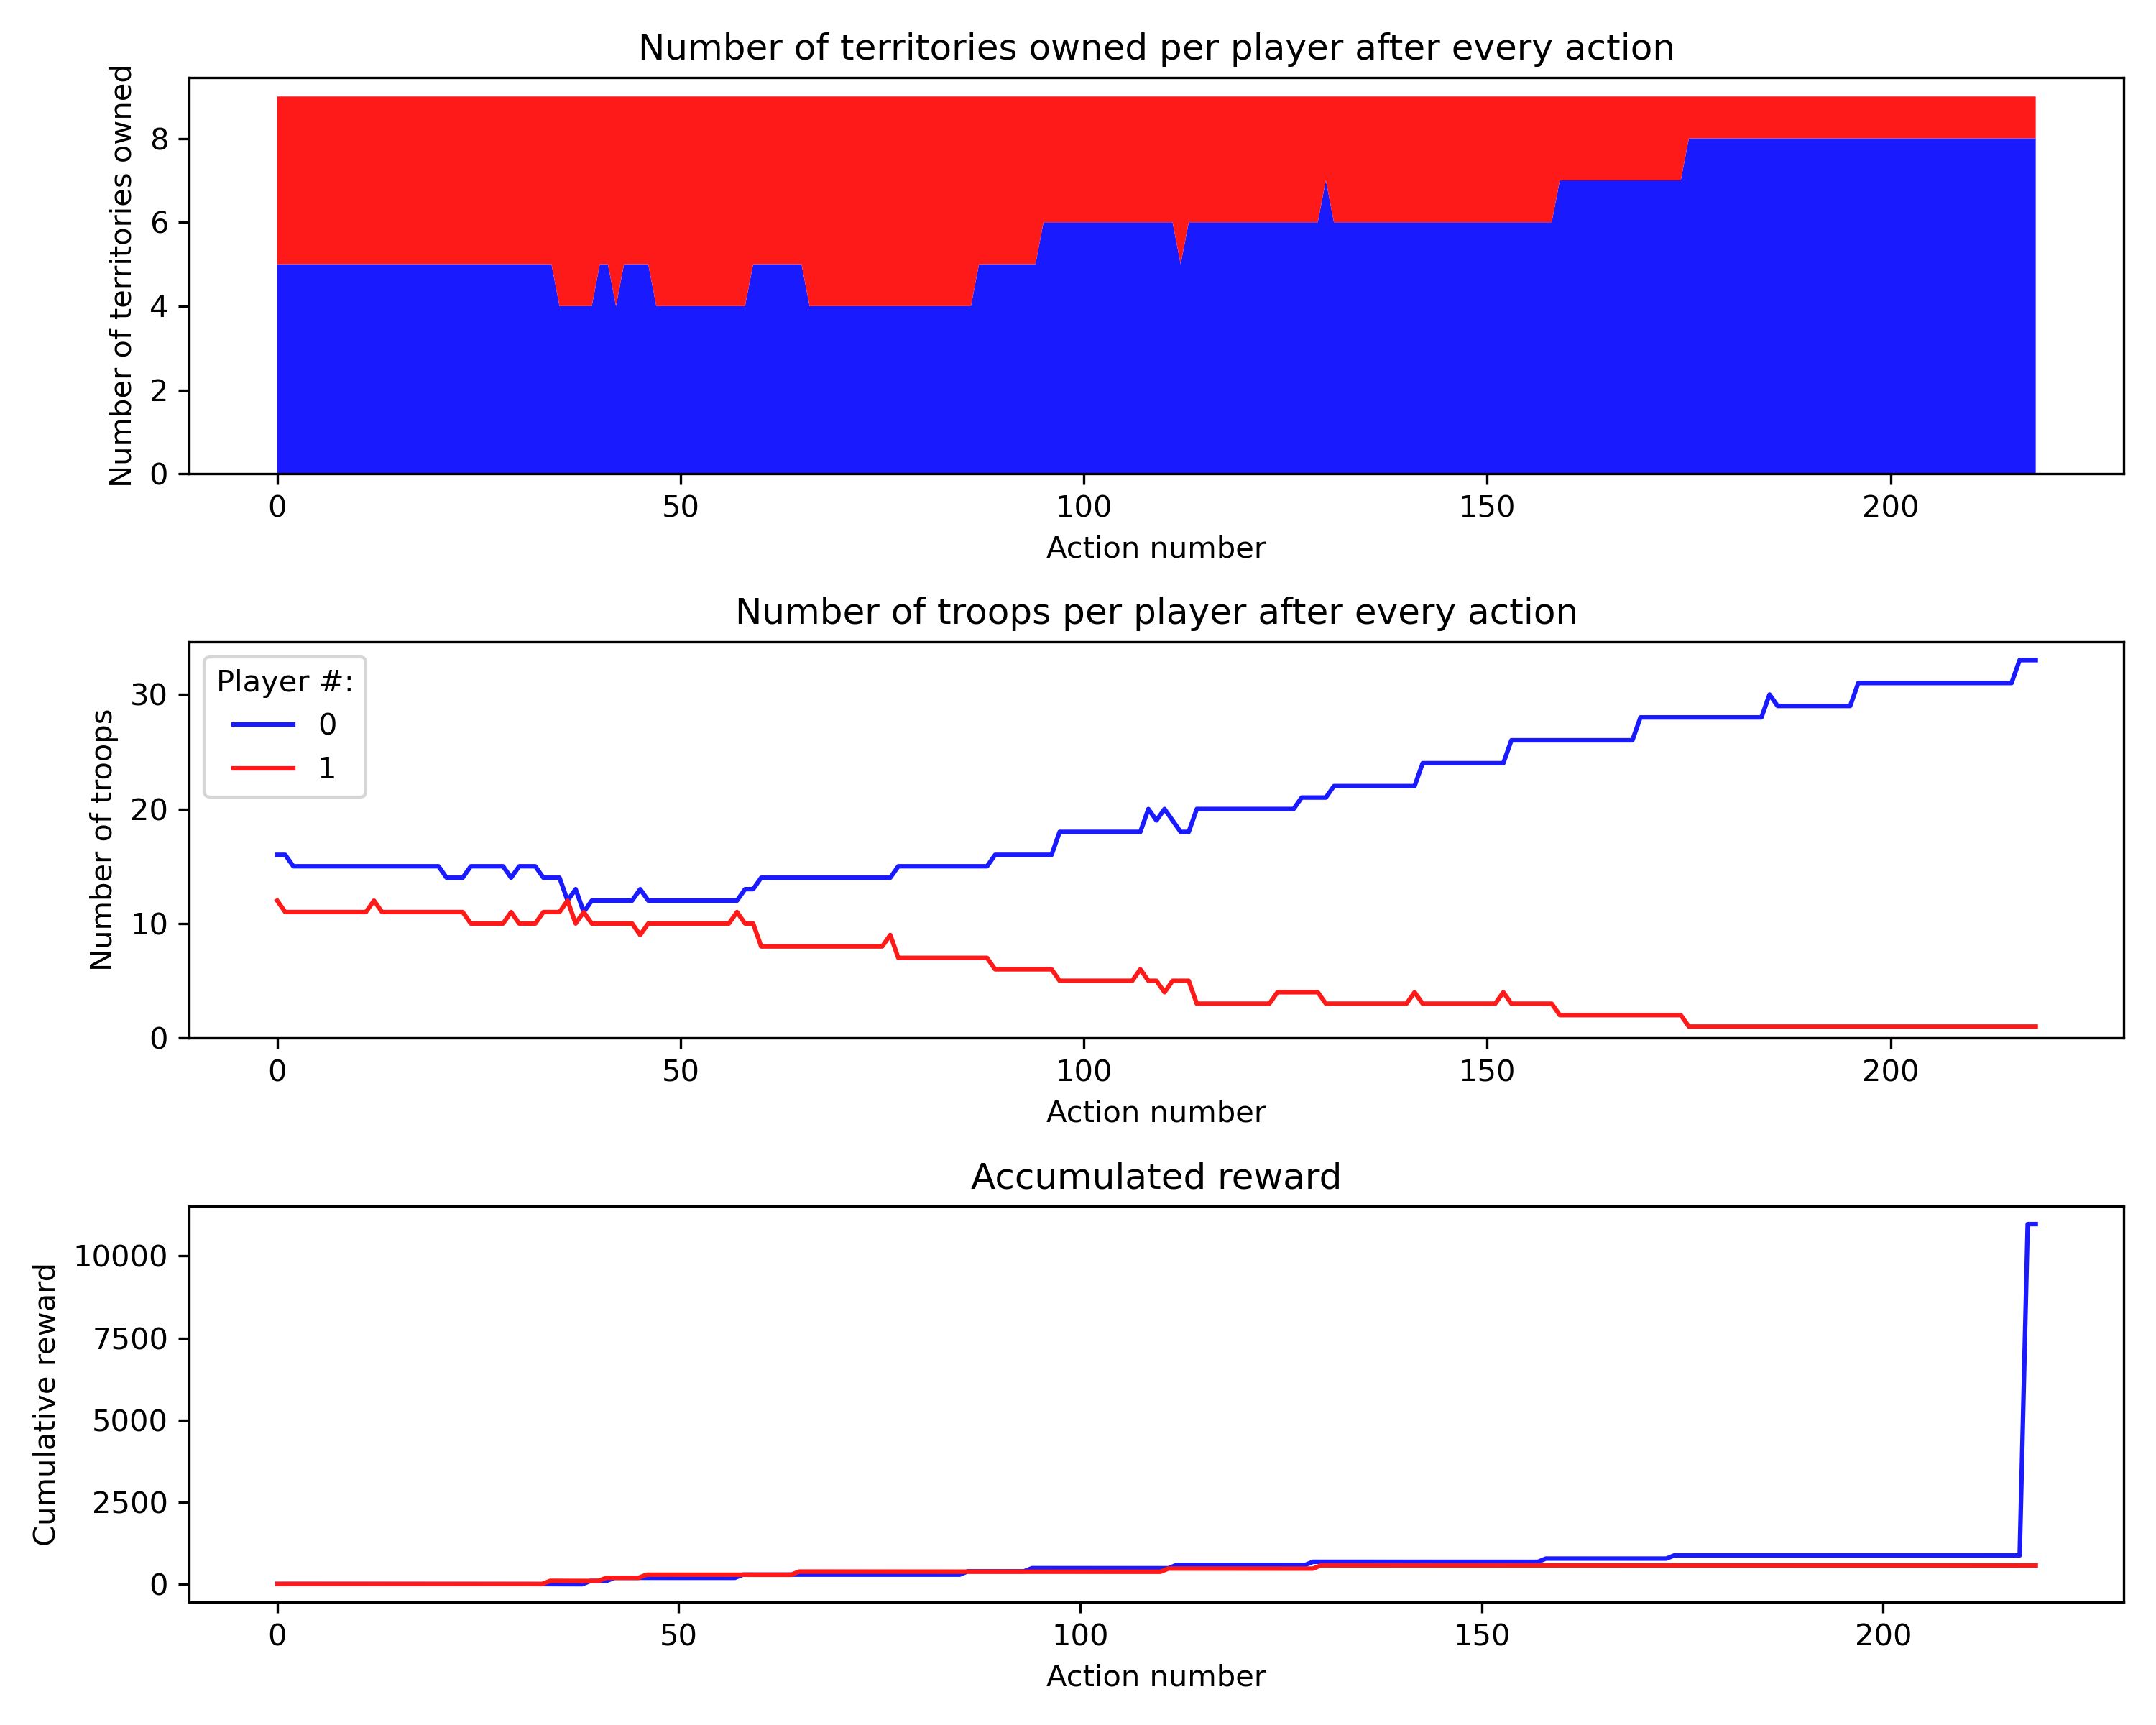 Number of territories owned per player after every action
Number of territories owned
8
6
4
2
0
0 50 100 150 200
Action number
Number of troops per player after every action
Number of troops
30
20
10
0
Player #:
0
1
0 50 100 150 200
Action number
Accumulated reward
Cumulative reward
10000
7500
5000
2500
0
0 50 100 150 200
Action number